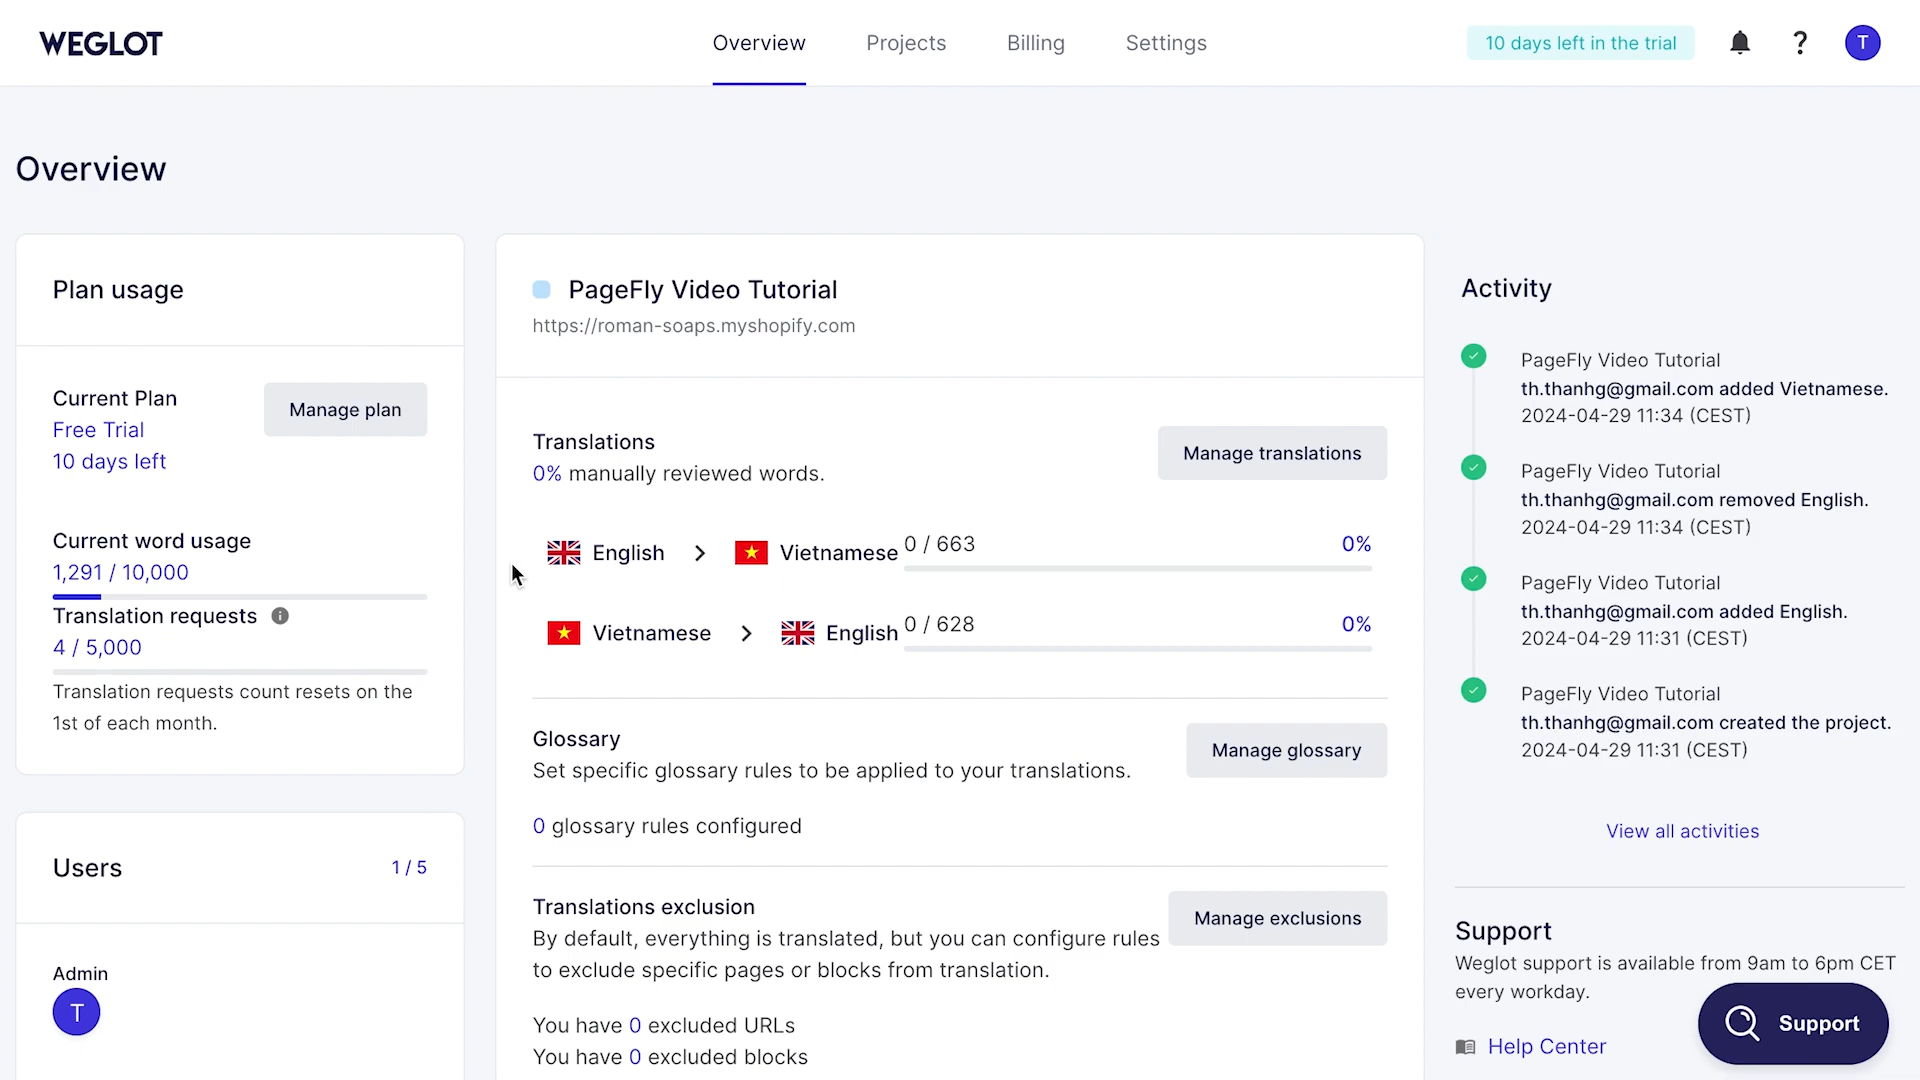 WEGLOT
Overview
Projects
Billing
Settings
10 days left in the trial
?
T
Overview
Plan usage
Current Plan
Free Trial
10 days left
Manage plan
Current word usage
1,291 / 10,000
Translation requests
4 / 5,000
Translation requests count resets on the
1st of each month.
Users
1 / 5
Admin
T
PageFly Video Tutorial
https://roman-soaps.myshopify.com
Translations
0% manually reviewed words.
Manage translations
English > Vietnamese 0 / 663 0%
Vietnamese > English 0 / 628 0%
Glossary
Set specific glossary rules to be applied to your translations.
Manage glossary
0 glossary rules configured
Translations exclusion
By default, everything is translated, but you can configure rules
to exclude specific pages or blocks from translation.
Manage exclusions
You have 0 excluded URLs
You have 0 excluded blocks
Activity
PageFly Video Tutorial
th.thanhg@gmail.com added Vietnamese.
2024-04-29 11:34 (CEST)
PageFly Video Tutorial
th.thanhg@gmail.com removed English.
2024-04-29 11:34 (CEST)
PageFly Video Tutorial
th.thanhg@gmail.com added English.
2024-04-29 11:31 (CEST)
PageFly Video Tutorial
th.thanhg@gmail.com created the project.
2024-04-29 11:31 (CEST)
View all activities
Support
Weglot support is available from 9am to 6pm CET
every workday.
Help Center
Support